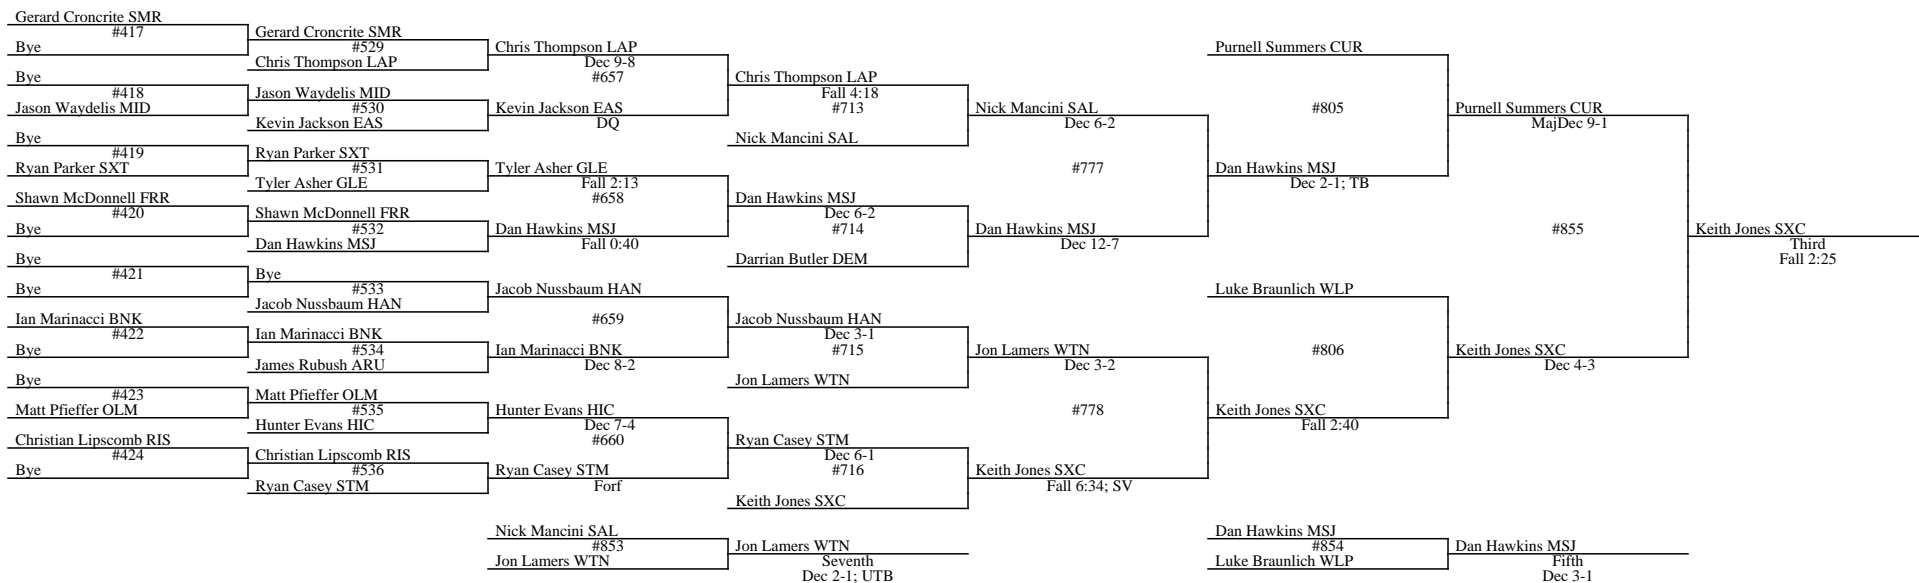 Gerard Croncrite SMR
#417
Bye
Bye
#418
Jason Waydelis MID
Bye
#419
Ryan Parker SXT
Shawn McDonnell FRR
#420
Bye
Bye
#421
Bye
Ian Marinacci BNK
#422
Bye
Bye
#423
Matt Pfieffer OLM
Christian Lipscomb RIS
#424
Bye
Gerard Croncrite SMR
#529
Chris Thompson LAP
Jason Waydelis MID
#530
Kevin Jackson EAS
Ryan Parker SXT
#531
Tyler Asher GLE
Shawn McDonnell FRR
#532
Dan Hawkins MSJ
Bye
#533
Jacob Nussbaum HAN
Ian Marinacci BNK
#534
James Rubush ARU
Matt Pfieffer OLM
#535
Hunter Evans HIC
Christian Lipscomb RIS
#536
Ryan Casey STM
Chris Thompson LAP
Dec 9-8
#657
Kevin Jackson EAS
DQ
Tyler Asher GLE
Fall 2:13
#658
Dan Hawkins MSJ
Fall 0:40
Jacob Nussbaum HAN
#659
Ian Marinacci BNK
Dec 8-2
Hunter Evans HIC
Dec 7-4
#660
Ryan Casey STM
Forf
Chris Thompson LAP
Fall 4:18
#713
Nick Mancini SAL
Dan Hawkins MSJ
Dec 6-2
#714
Darrian Butler DEM
Jacob Nussbaum HAN
Dec 3-1
#715
Jon Lamers WTN
Ryan Casey STM
Dec 6-1
#716
Keith Jones SXC
Nick Mancini SAL
Dec 6-2
#777
Dan Hawkins MSJ
Dec 12-7
Jon Lamers WTN
Dec 3-2
#778
Keith Jones SXC
Fall 6:34; SV
Purnell Summers CUR
#805
Dan Hawkins MSJ
Dec 2-1; TB
Luke Braunlich WLP
#806
Keith Jones SXC
Fall 2:40
Purnell Summers CUR
MajDec 9-1
#855
Keith Jones SXC
Dec 4-3
Keith Jones SXC
Third
Fall 2:25
Nick Mancini SAL
#853
Jon Lamers WTN
Jon Lamers WTN
Seventh
Dec 2-1; UTB
Dan Hawkins MSJ
#854
Luke Braunlich WLP
Dan Hawkins MSJ
Fifth
Dec 3-1